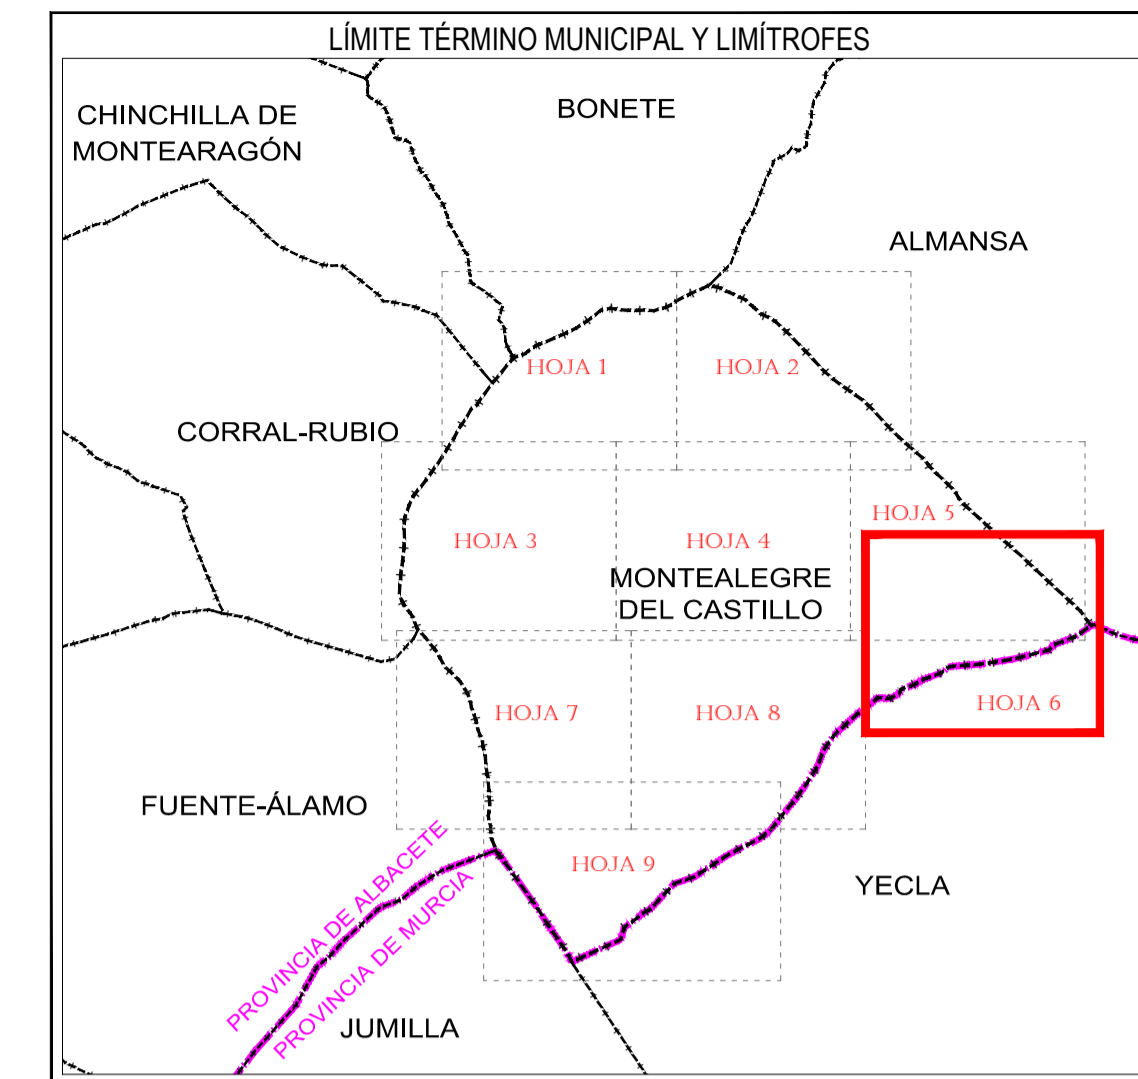 LÍMITE TÉRMINO MUNICIPAL Y LIMÍTROFES
CHINCHILLA DE
MONTEARAGÓN
BONETE
ALMANSA
HOJA 1
HOJA 2
CORRAL-RUBIO
HOJA 3
HOJA 4
HOJA 5
MONTEALEGRE
DEL CASTILLO
HOJA 7
HOJA 8
HOJA 6
FUENTE-ÁLAMO
HOJA 9
YECLA
PROVINCIA DE ALBACETE
PROVINCIA DE MURCIA
JUMILLA